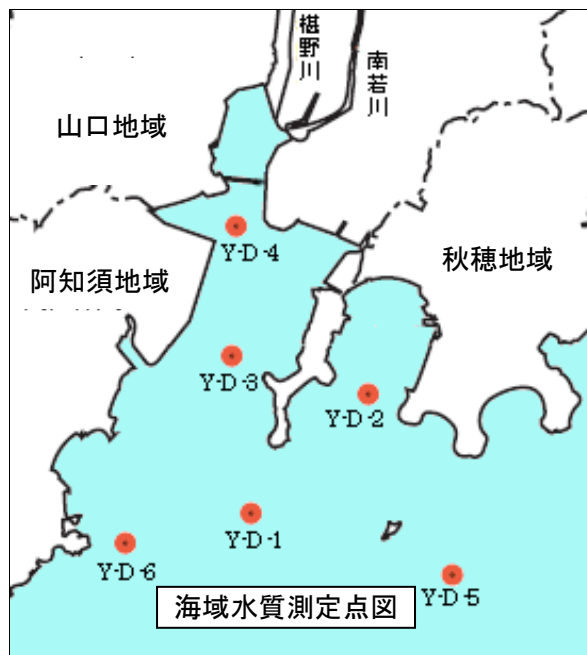 椹野川
南若川
山口地域
阿知須地域
秋穂地域
Y-D-4
Y-D-3
Y-D-2
Y-D-1
Y-D-6
Y-D-5
海域水質測定点図